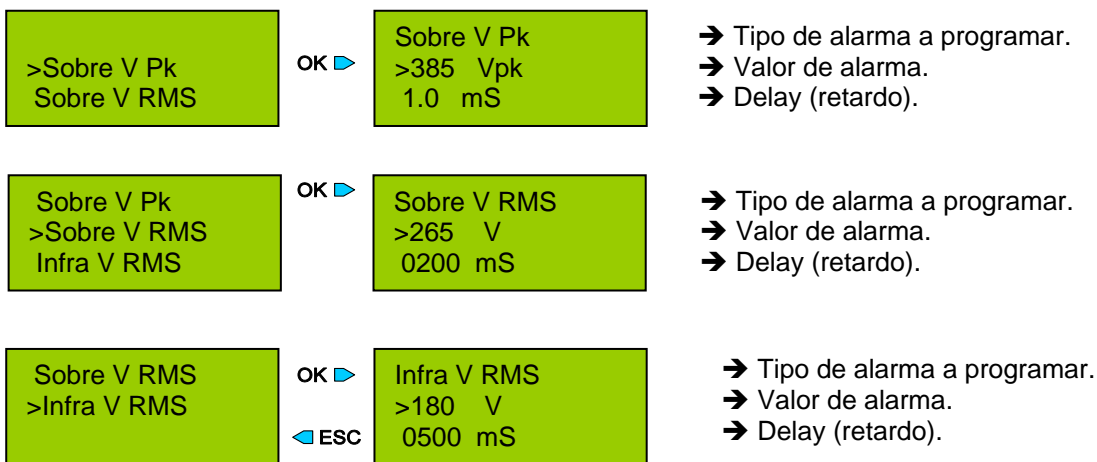 >Sobre V Pk
Sobre V RMS
OK
Sobre V Pk
>385 Vpk
1.0 mS
➔ Tipo de alarma a programar.
➔ Valor de alarma.
➔ Delay (retardo).
Sobre V Pk
>Sobre V RMS
Infra V RMS
OK
Sobre V RMS
>265 V
0200 mS
➔ Tipo de alarma a programar.
➔ Valor de alarma.
➔ Delay (retardo).
Sobre V RMS
>Infra V RMS
OK
ESC
Infra V RMS
>180 V
0500 mS
➔ Tipo de alarma a programar.
➔ Valor de alarma.
➔ Delay (retardo).